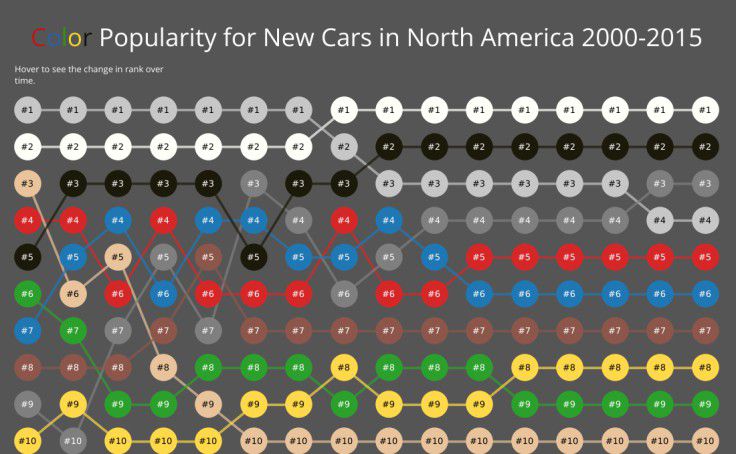 Color Popularity for New Cars in North America 2000-2015
Hover to see the change in rank over
time.
#1 #1 #1 #1 #1 #1 #1 #1 #1 #1 #1 #1 #1 #1 #1 #1
#2 #2 #2 #2 #2 #2 #2 #2 #2 #2 #2 #2 #2 #2 #2 #2
#3 #3 #3 #3 #3 #3 #3 #3 #3 #3 #3 #3 #3 #3 #3 #3
#4 #4 #4 #4 #4 #4 #4 #4 #4 #4 #4 #4 #4 #4 #4 #4
#5 #5 #5 #5 #5 #5 #5 #5 #5 #5 #5 #5 #5 #5 #5 #5
#6 #6 #6 #6 #6 #6 #6 #6 #6 #6 #6 #6 #6 #6 #6 #6
#7 #7 #7 #7 #7 #7 #7 #7 #7 #7 #7 #7 #7 #7 #7 #7
#8 #8 #8 #8 #8 #8 #8 #8 #8 #8 #8 #8 #8 #8 #8 #8
#9 #9 #9 #9 #9 #9 #9 #9 #9 #9 #9 #9 #9 #9 #9 #9
#10 #10 #10 #10 #10 #10 #10 #10 #10 #10 #10 #10 #10 #10 #10 #10